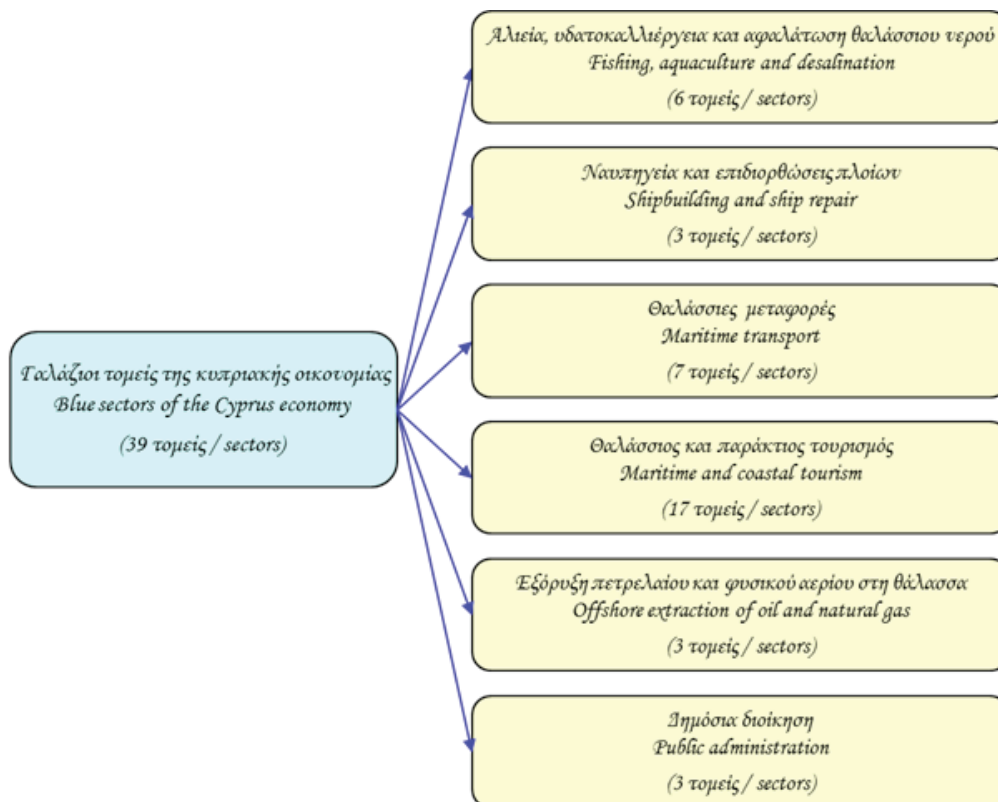 Γαλάζιοι τομείς της κυπριακής οικονομίας
Blue sectors of the Cyprus economy
(39 τομείς / sectors)
Αλιεία, υδατοκαλλιέργεια και αφαλάτωση θαλάσσιου νερού
Fishing, aquaculture and desalination
(6 τομείς / sectors)
Ναυπηγεία και επιδιορθώσεις πλοίων
Shipbuilding and ship repair
(3 τομείς / sectors)
Θαλάσσιες μεταφορές
Maritime transport
(7 τομείς / sectors)
Θαλάσσιος και παράκτιος τουρισμός
Maritime and coastal tourism
(17 τομείς / sectors)
Εξόρυξη πετρελαίου και φυσικού αερίου στη θάλασσα
Offshore extraction of oil and natural gas
(3 τομείς / sectors)
Δημόσια διοίκηση
Public administration
(3 τομείς / sectors)